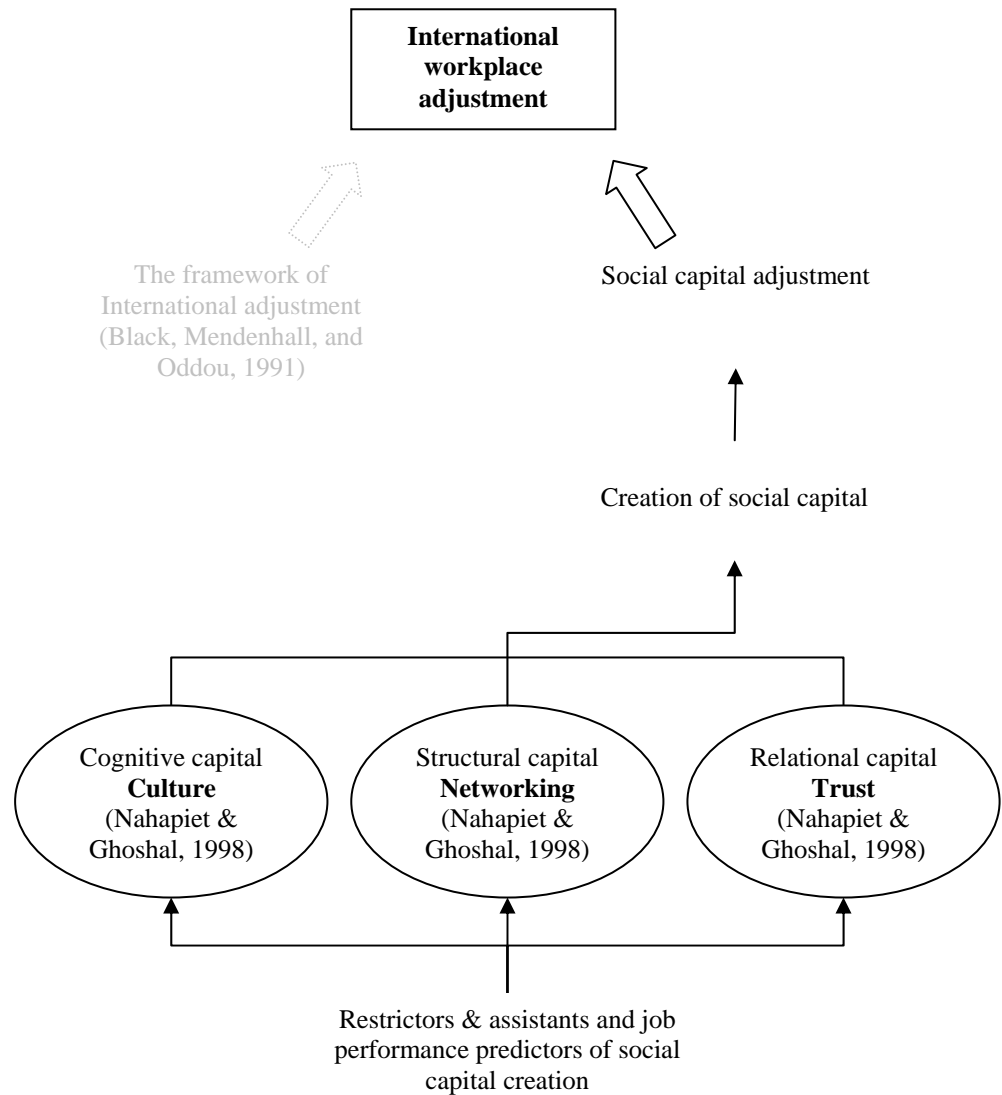 International
workplace
adjustment
The framework of
International adjustment
(Black, Mendenhall, and
Oddou, 1991)
Social capital adjustment
Creation of social capital
Cognitive capital
Culture
(Nahapiet &
Ghoshal, 1998)
Structural capital
Networking
(Nahapiet &
Ghoshal, 1998)
Relational capital
Trust
(Nahapiet &
Ghoshal, 1998)
Restrictors & assistants and job
performance predictors of social
capital creation